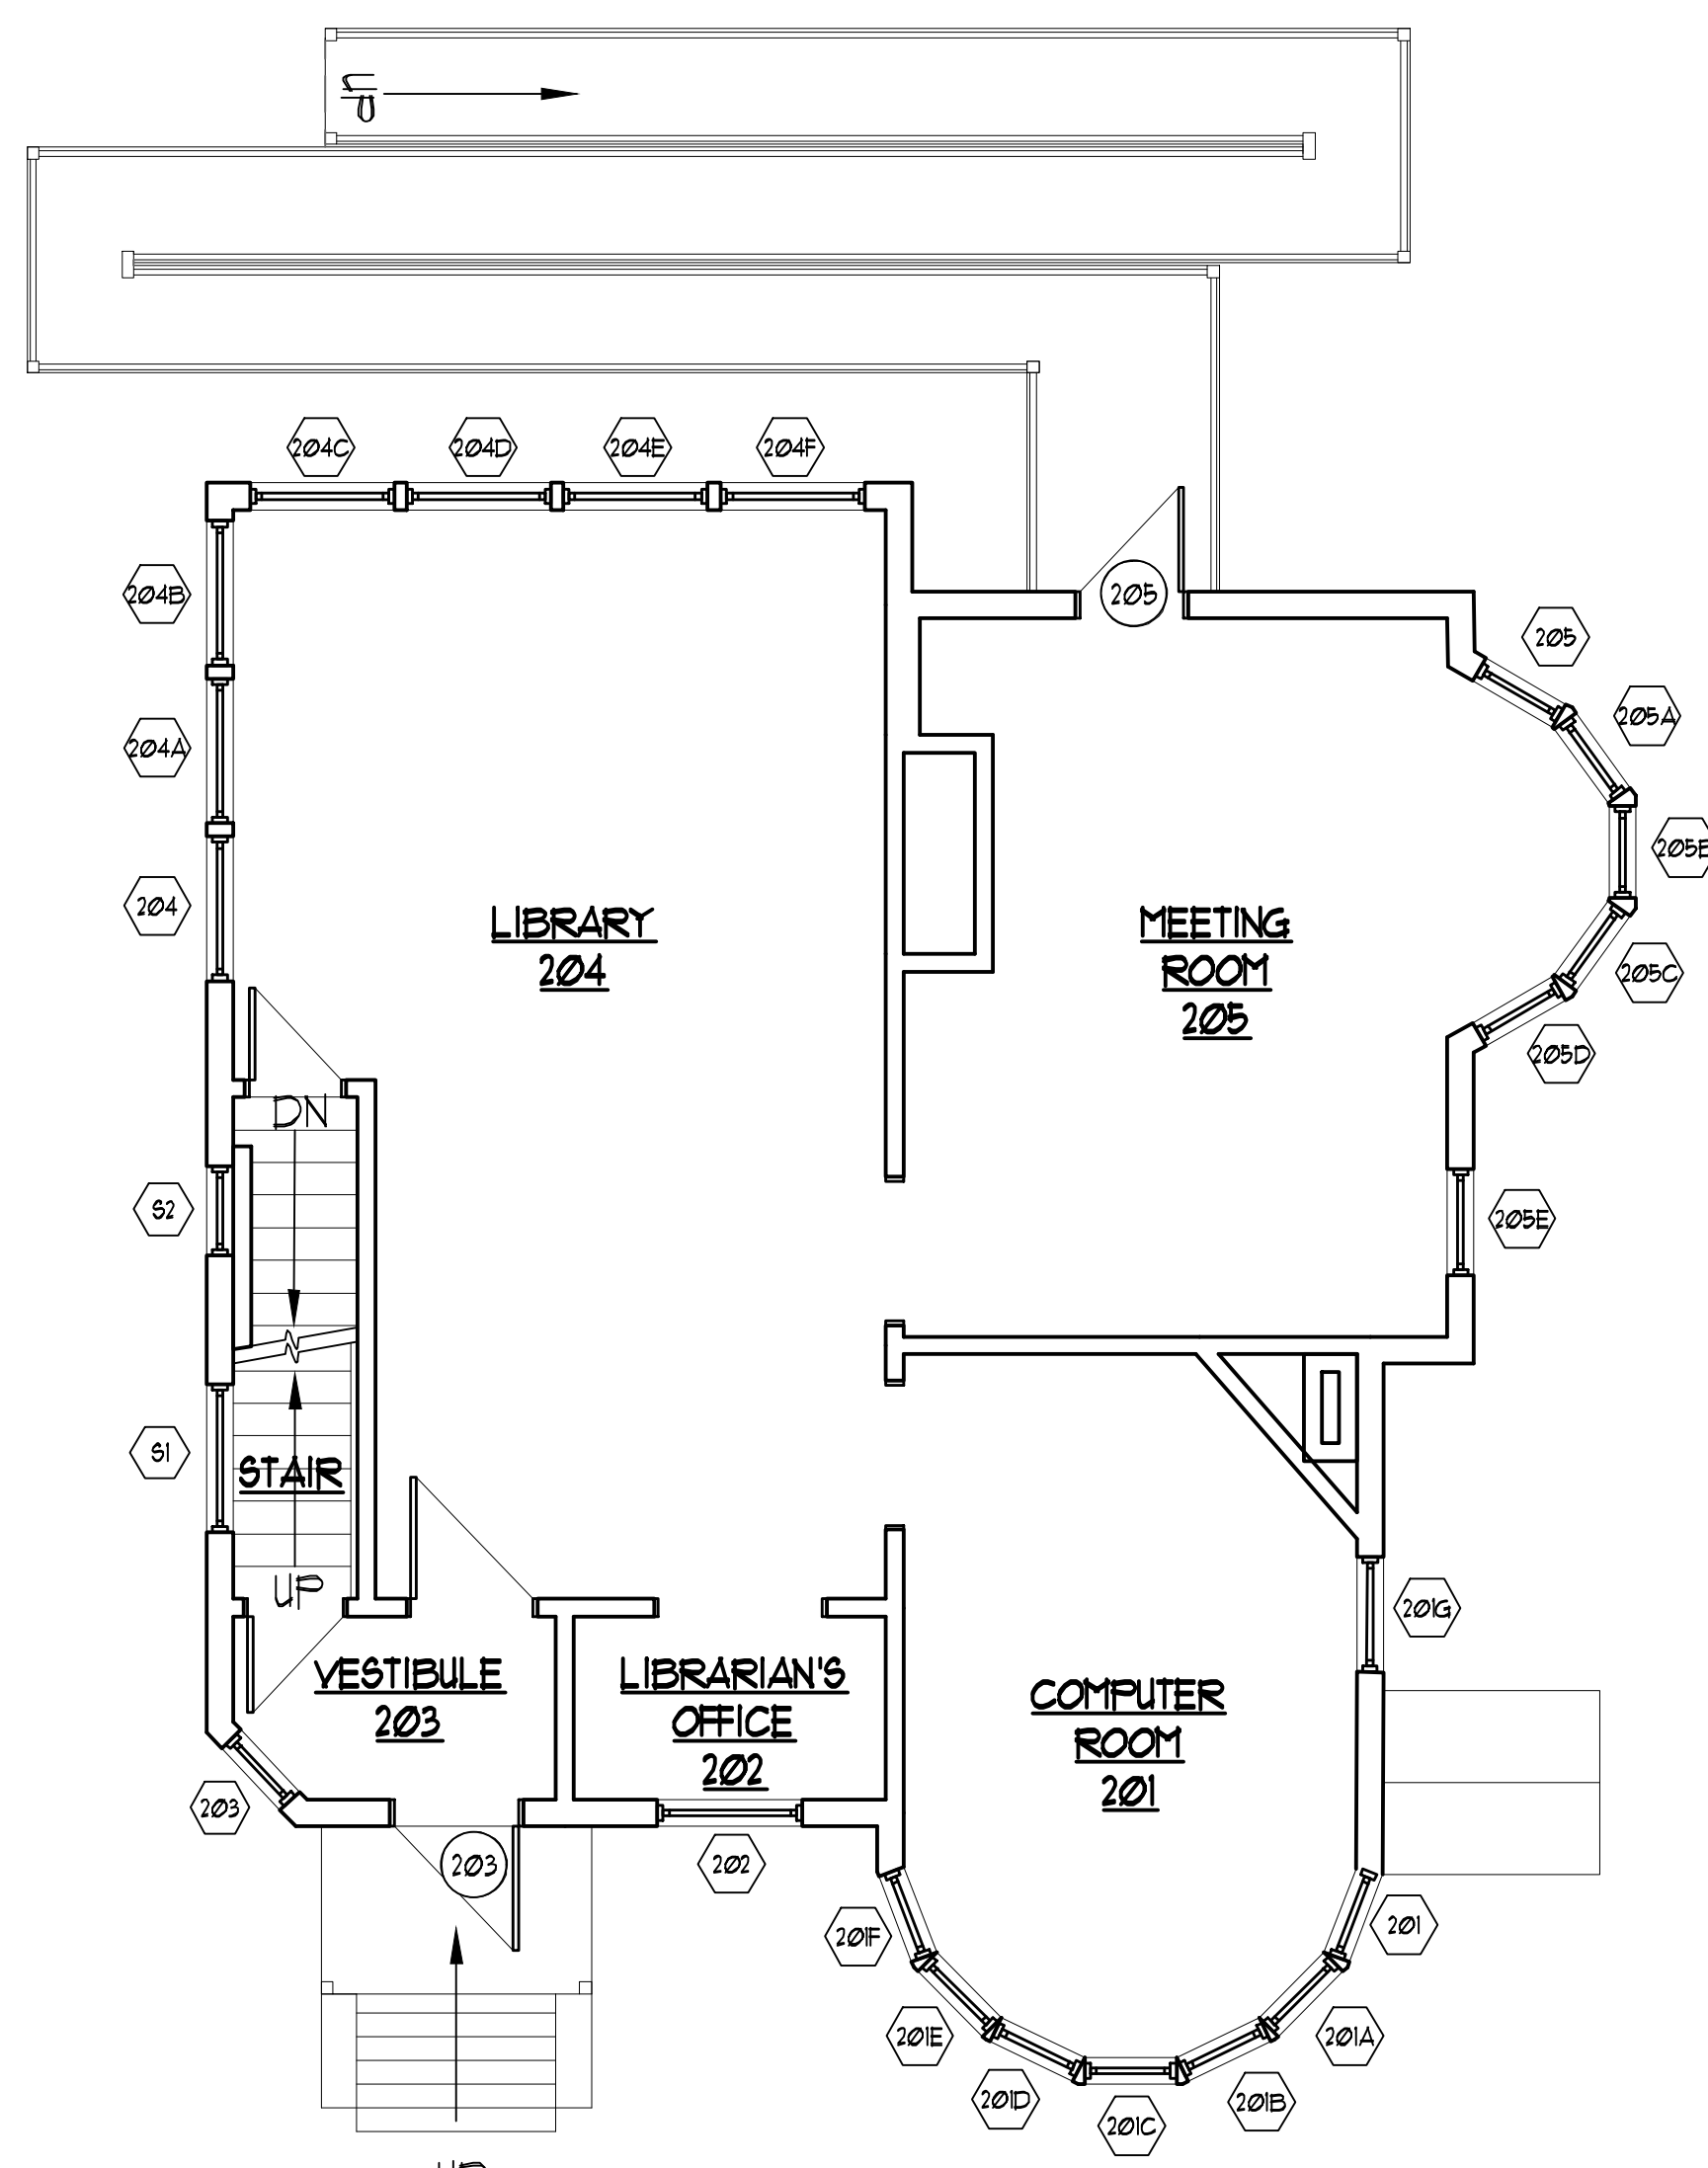 UP
204C
204D
204E
204F
204B
205
205
205A
204A
205B
204
LIBRARY
204
MEETING
ROOM
205
205C
205D
DN
S2
205E
S1
STAIR
UP
201G
VESTIBULE
203
LIBRARIAN'S
OFFICE
202
COMPUTER
ROOM
201
203
203
202
201F
201
201E
201A
201D
201B
201C
UP